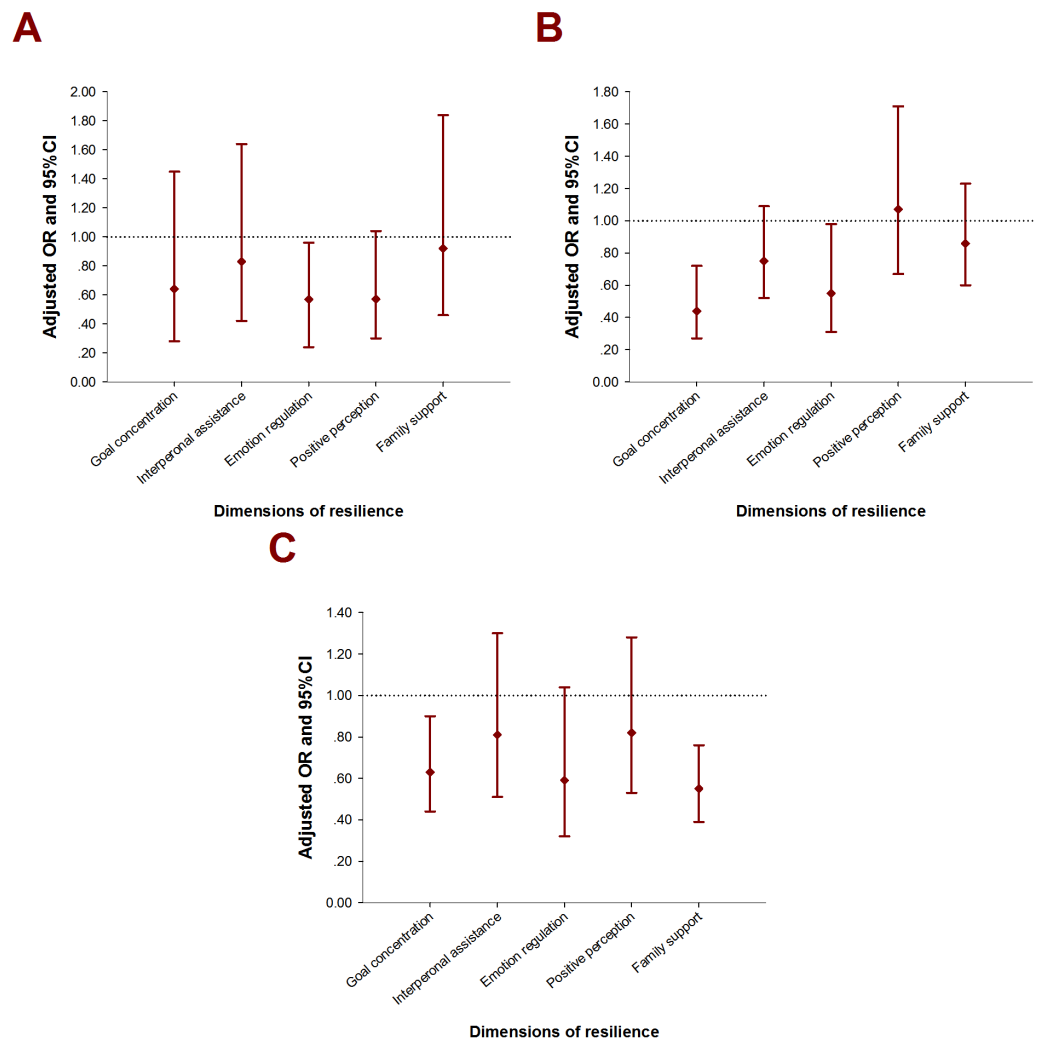 A
Adjusted OR and 95%CI
2.00
1.80
1.60
1.40
1.20
1.00
.80
.60
.40
.20
0.00
Goal concentration
Interperonal assistance
Emotion regulation
Positive perception
Family support
Dimensions of resilience
B
Adjusted OR and 95%CI
1.80
1.60
1.40
1.20
1.00
.80
.60
.40
.20
0.00
Goal concentration
Interperonal assistance
Emotion regulation
Positive perception
Family support
Dimensions of resilience
C
Adjusted OR and 95%CI
1.40
1.20
1.00
.80
.60
.40
.20
0.00
Goal concentration
Interperonal assistance
Emotion regulation
Positive perception
Family support
Dimensions of resilience